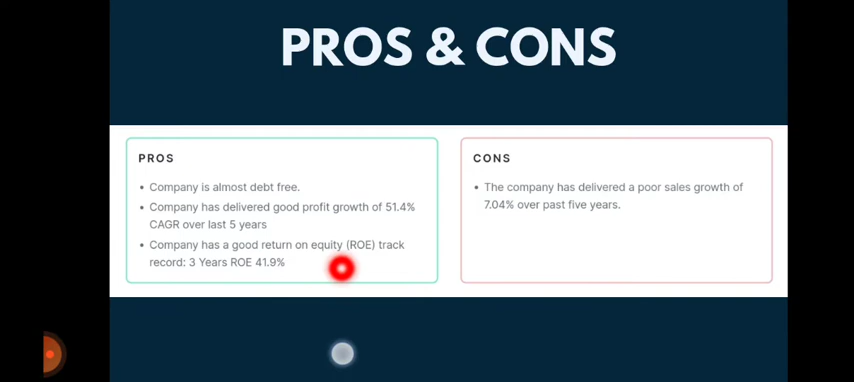 PROS & CONS
PROS
• Company is almost debt free.
• Company has delivered good profit growth of 51.4%
CAGR over last 5 years
• Company has a good return on equity (ROE) track
record: 3 Years ROE 41.9%
CONS
• The company has delivered a poor sales growth of
7.04% over past five years.